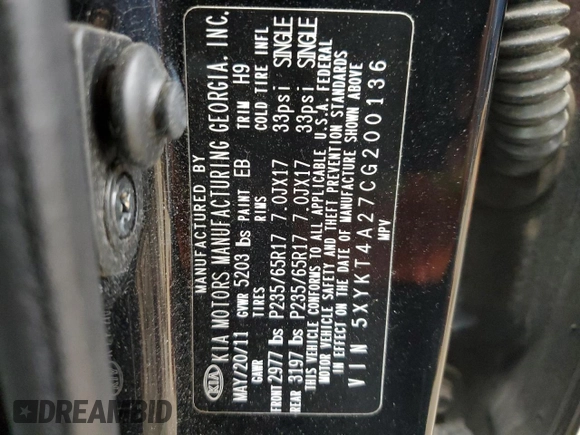 MANUFACTURED BY
KIA MOTORS MANUFACTURING GEORGIA, INC.
MAY/20/11 GVWR 5203 lbs PAINT EB TRIM H9
GAWR TIRES RIMS COLD TIRE INFL
FRONT 2977 lbs P235/65R17 7.0JX17 33psi SINGLE
REAR 3197 lbs P235/65R17 7.0JX17 33psi SINGLE
THIS VEHICLE CONFORMS TO ALL APPLICABLE U.S.A. FEDERAL
MOTOR VEHICLE SAFETY AND THEFT PREVENTION STANDARDS
IN EFFECT ON THE DATE OF MANUFACTURE SHOWN ABOVE
VIN 5XYKT4A27CG200136
MPV
KIA
DREAMBID